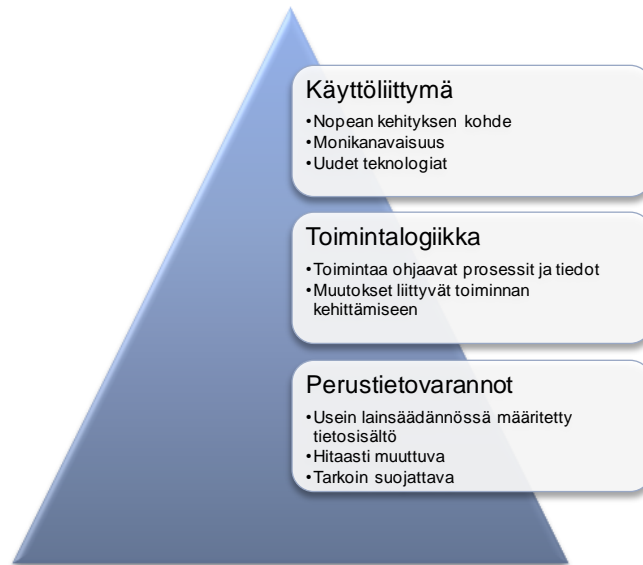 Käyttöliittymä
•Nopean kehityksen kohde
•Monikanavaisuus
•Uudet teknologiat
Toimintalogiikka
•Toimintaa ohjaavat prosessit ja tiedot
•Muutokset liittyvät toiminnan
kehittämiseen
Perustietovarannot
•Usein lainsäädännössä määritetty
tietosisältö
•Hitaasti muuttuva
•Tarkoin suojattava